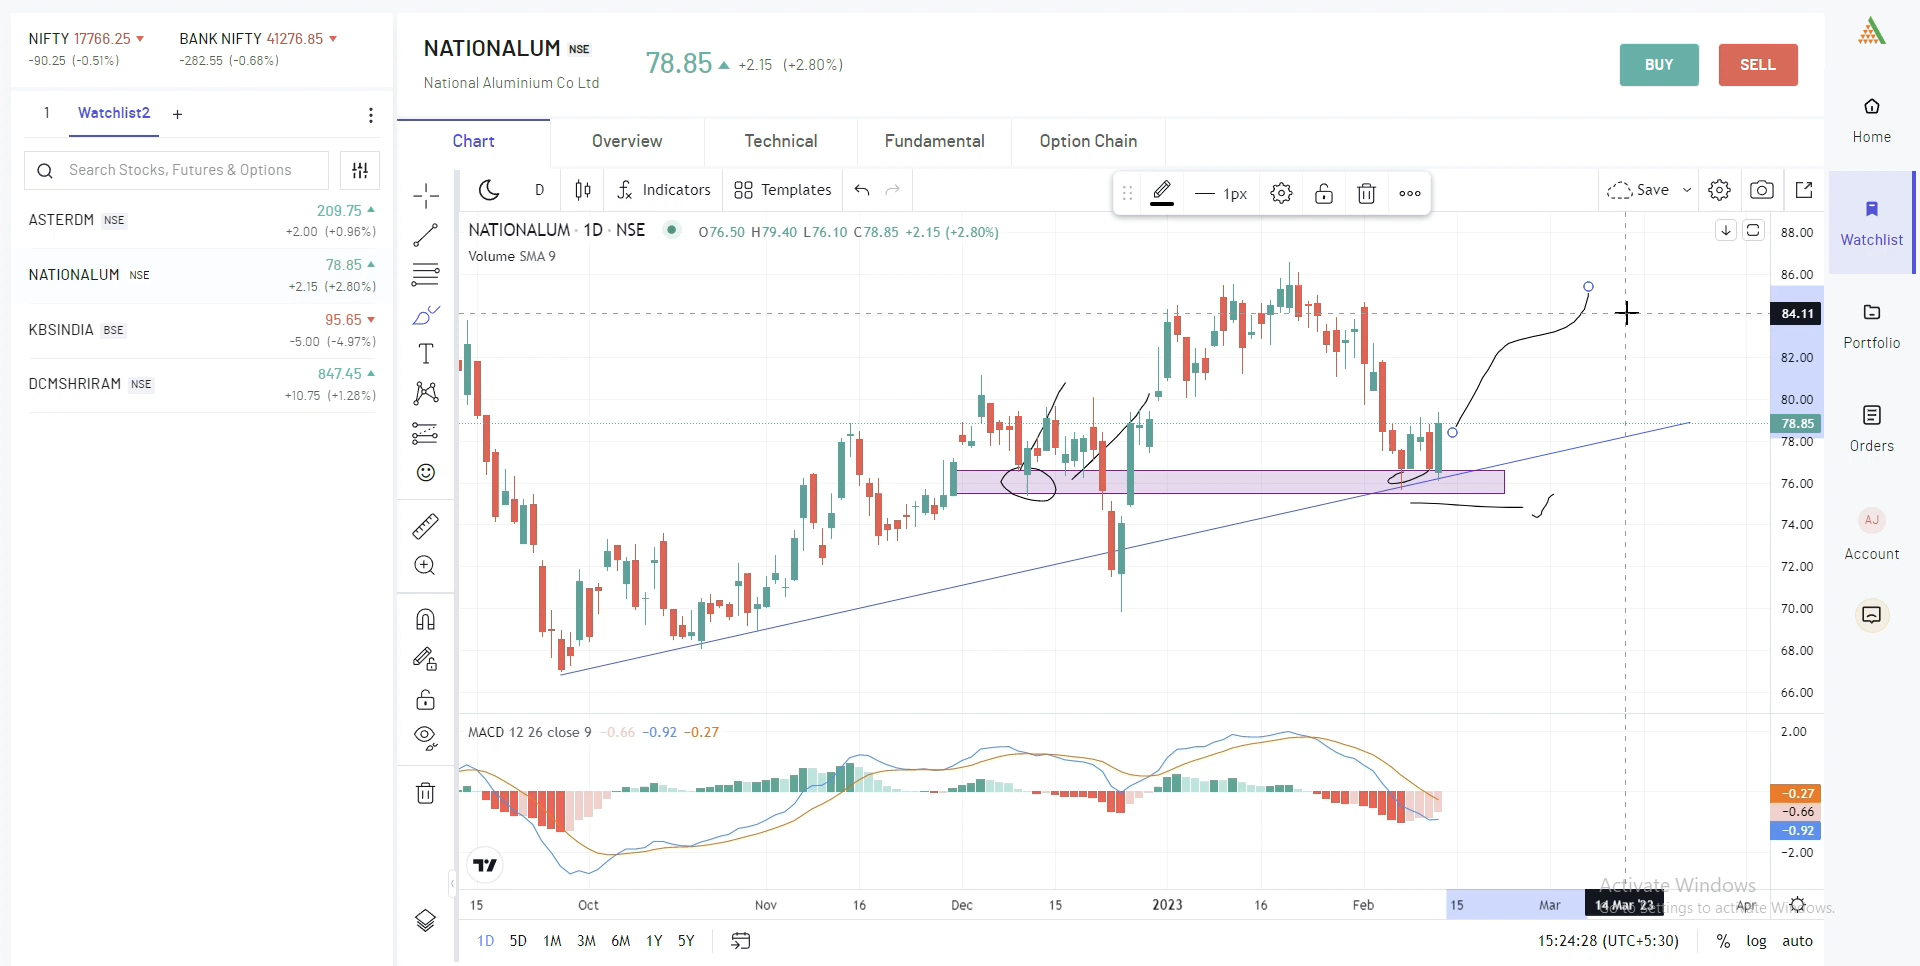 NIFTY 17766.25 BANK NIFTY 41276.85
-90.25 (-0.51%) -282.55 (-0.68%)
1 Watchlist2 +
Search Stocks, Futures & Options
ASTERDM NSE 209.75
+2.00 (+0.96%)
NATIONALUM NSE 78.85
+2.15 (+2.80%)
KBSINDIA BSE 95.65
-5.00 (-4.97%)
DCMSHRIRAM NSE 847.45
+10.75 (+1.28%)
NATIONALUM NSE
National Aluminium Co Ltd
78.85 +2.15 (+2.80%)
BUY SELL
Chart Overview Technical Fundamental Option Chain
D Indicators Templates
1px
Save
NATIONALUM · 1D · NSE O76.50 H79.40 L76.10 C78.85 +2.15 (+2.80%)
Volume SMA 9
88.00
86.00
84.11
82.00
80.00
78.85
78.00
76.00
74.00
72.00
70.00
68.00
66.00
MACD 12 26 close 9 -0.66 -0.92 -0.27
2.00
-0.27
-0.66
-0.92
-2.00
15 Oct Nov 16 Dec 15 2023 16 Feb 15 Mar 14 Mar '23 Apr
Activate Windows
Go to Settings to activate Windows.
1D 5D 1M 3M 6M 1Y 5Y
15:24:28 (UTC+5:30) % log auto
Home
Watchlist
Portfolio
Orders
AJ
Account